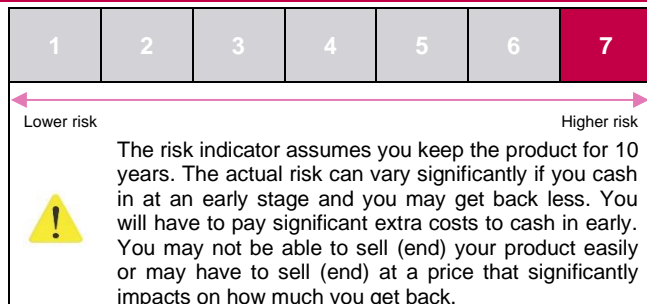 1 2 3 4 5 6 7
Lower risk Higher risk
The risk indicator assumes you keep the product for 10
years. The actual risk can vary significantly if you cash
in at an early stage and you may get back less. You
will have to pay significant extra costs to cash in early.
You may not be able to sell (end) your product easily
or may have to sell (end) at a price that significantly
impacts on how much you get back.